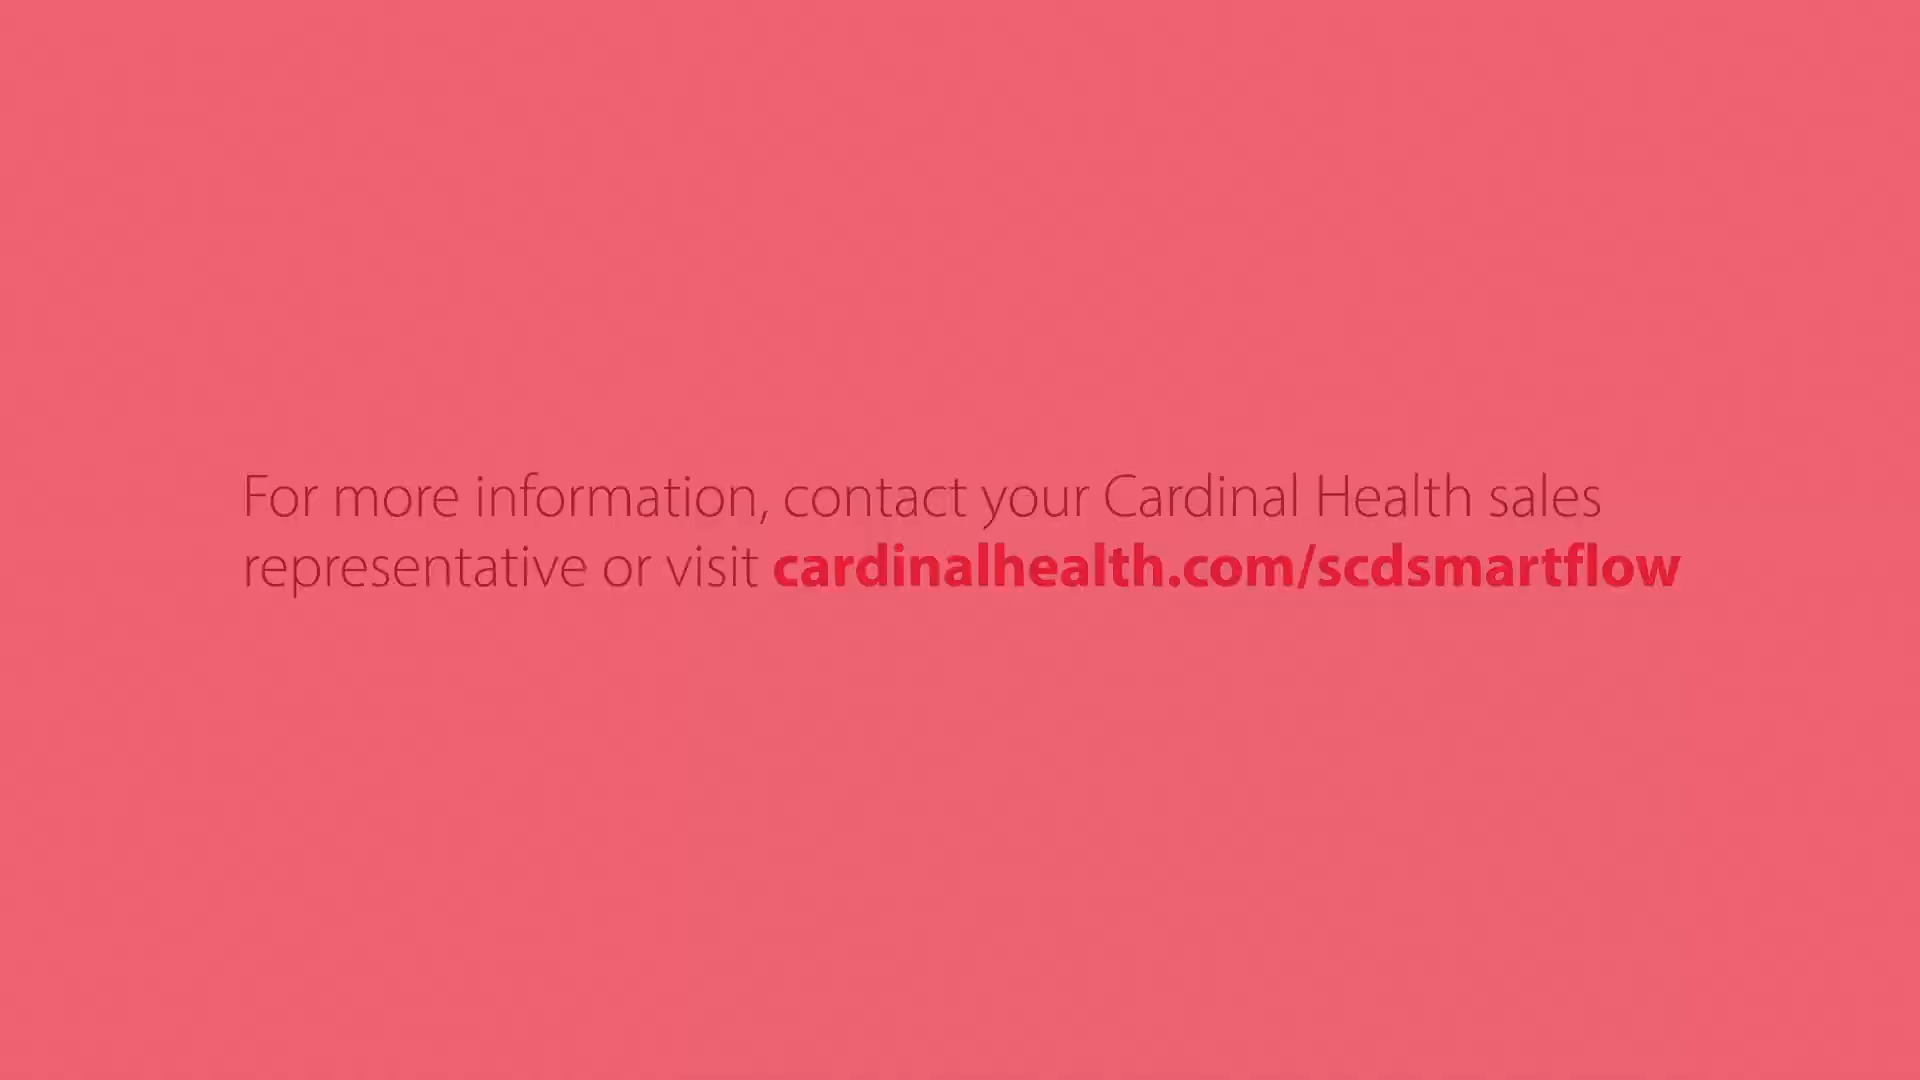 For more information, contact your Cardinal Health sales
representative or visit cardinalhealth.com/scdsmartflow